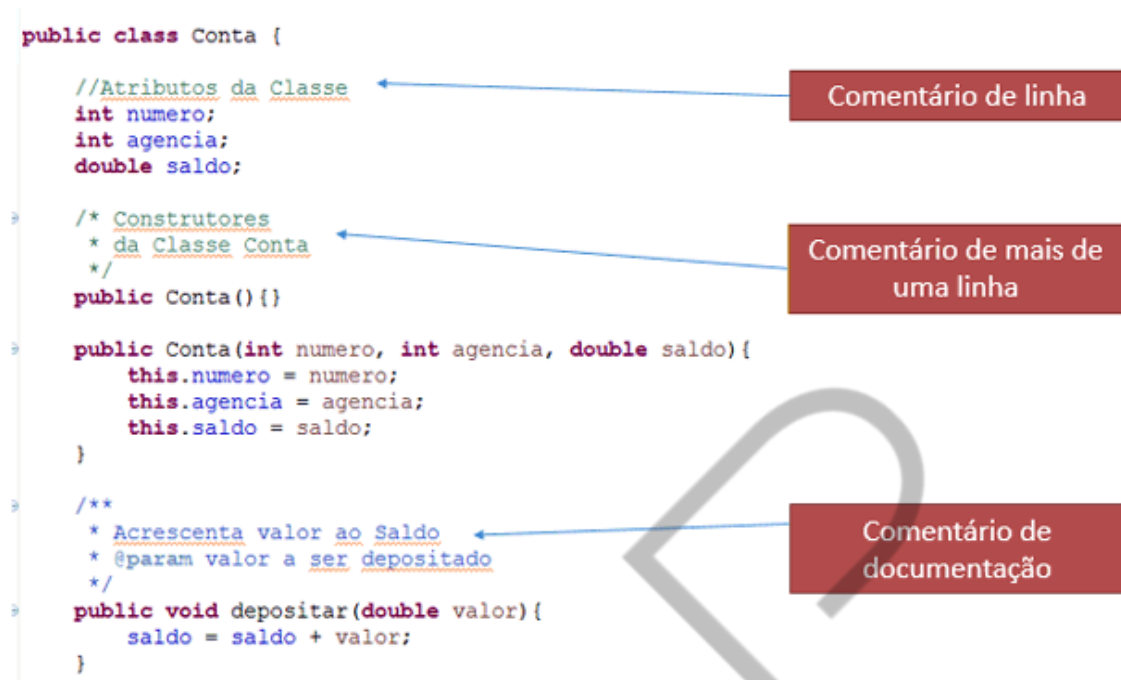 public class Conta {
//Atributos da Classe
Comentário de linha
int numero;
int agencia;
double saldo;
/* Construtores
* da Classe Conta
*/
Comentário de mais de
uma linha
public Conta(){}
public Conta(int numero, int agencia, double saldo){
this.numero = numero;
this.agencia = agencia;
this.saldo = saldo;
}
/**
* Acrescenta valor ao Saldo
* @param valor a ser depositado
*/
Comentário de
documentação
public void depositar(double valor){
saldo = saldo + valor;
}